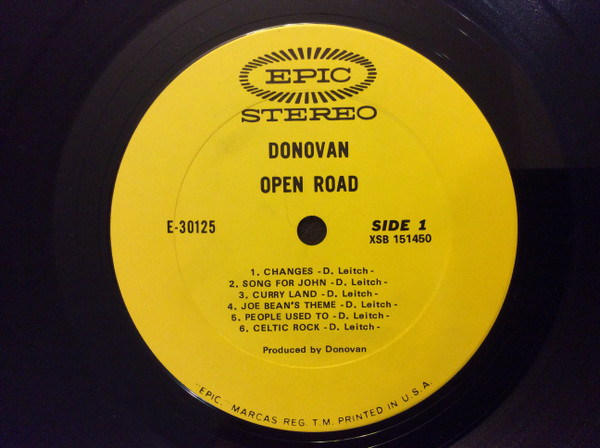 EPIC
STEREO
DONOVAN
OPEN ROAD
E-30125
SIDE 1
XSB 151450
1. CHANGES -D. Leitch-
2. SONG FOR JOHN -D. Leitch-
3. CURRY LAND -D. Leitch-
4. JOE BEAN'S THEME -D. Leitch-
5. PEOPLE USED TO -D. Leitch-
6. CELTIC ROCK -D. Leitch-
Produced by Donovan
"EPIC," MARCAS REG. T.M. PRINTED IN U.S.A.